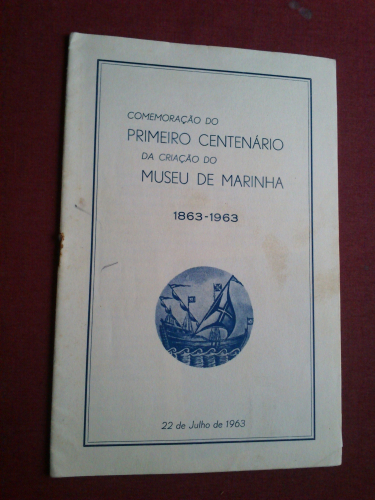 COMEMORAÇÃO DO
PRIMEIRO CENTENÁRIO
DA CRIAÇÃO DO
MUSEU DE MARINHA
1863-1963
22 de Julho de 1963